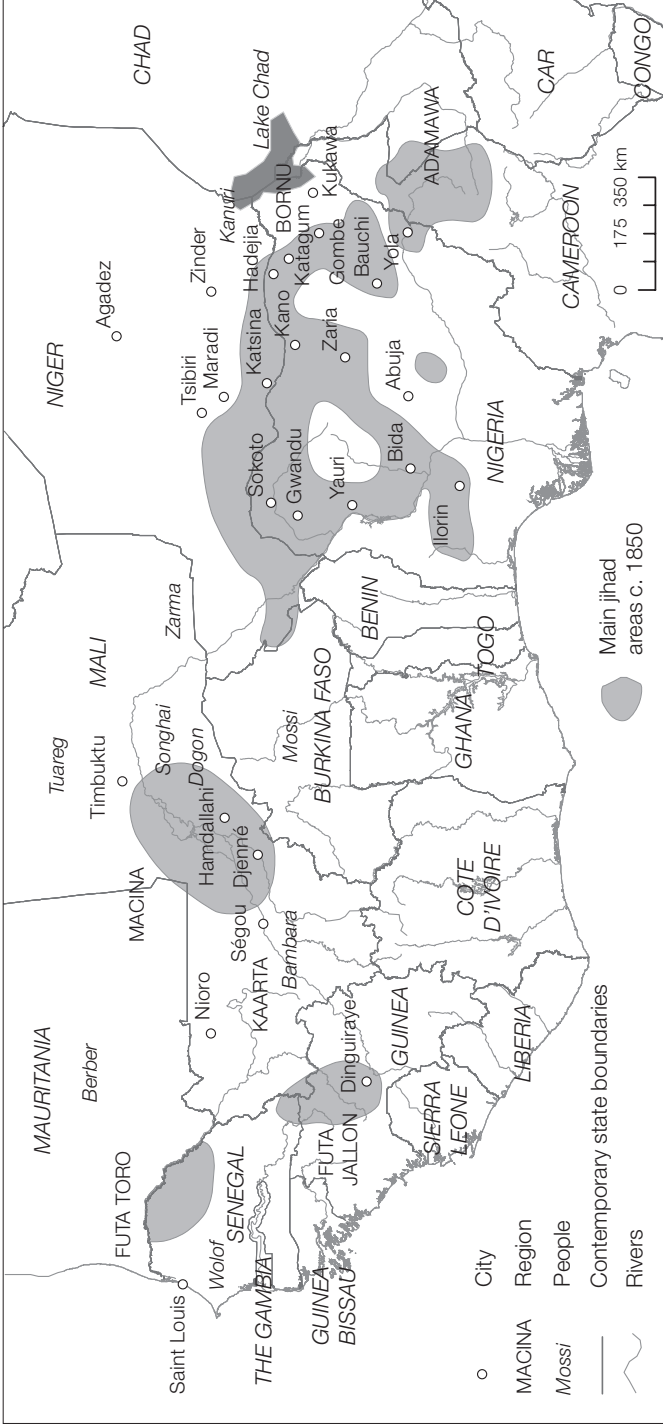 MAURITANIA
Berber
FUTA TORO
Saint Louis
Wolof
SENEGAL
THE GAMBIA
GUINEA
BISSAU
FUTA
JALLON
Dinguiraye
GUINEA
SIERRA
LEONE
LIBERIA
Nioro
KAARTA
Bambara
Ségou
MACINA
Hamdallahi
Djenné
Tuareg
Timbuktu
MALI
Songhai
Dogon
Zarma
Mossi
BURKINA FASO
COTE
D'IVOIRE
GHANA
TOGO
BENIN
NIGER
Agadez
Tsibiri
Maradi
Zinder
Sokoto
Gwandu
Yauri
Katsina
Kano
Zaria
Hadejia
Katagum
Gombe
Bauchi
Kanuri
BORNU
Kukawa
Lake Chad
CHAD
Bida
Abuja
Illorin
NIGERIA
Yola
ADAMAWA
CAMEROON
CAR
CONGO
0 175 350 km
Main jihad
areas c. 1850
City
MACINA Region
Mossi People
Contemporary state boundaries
Rivers